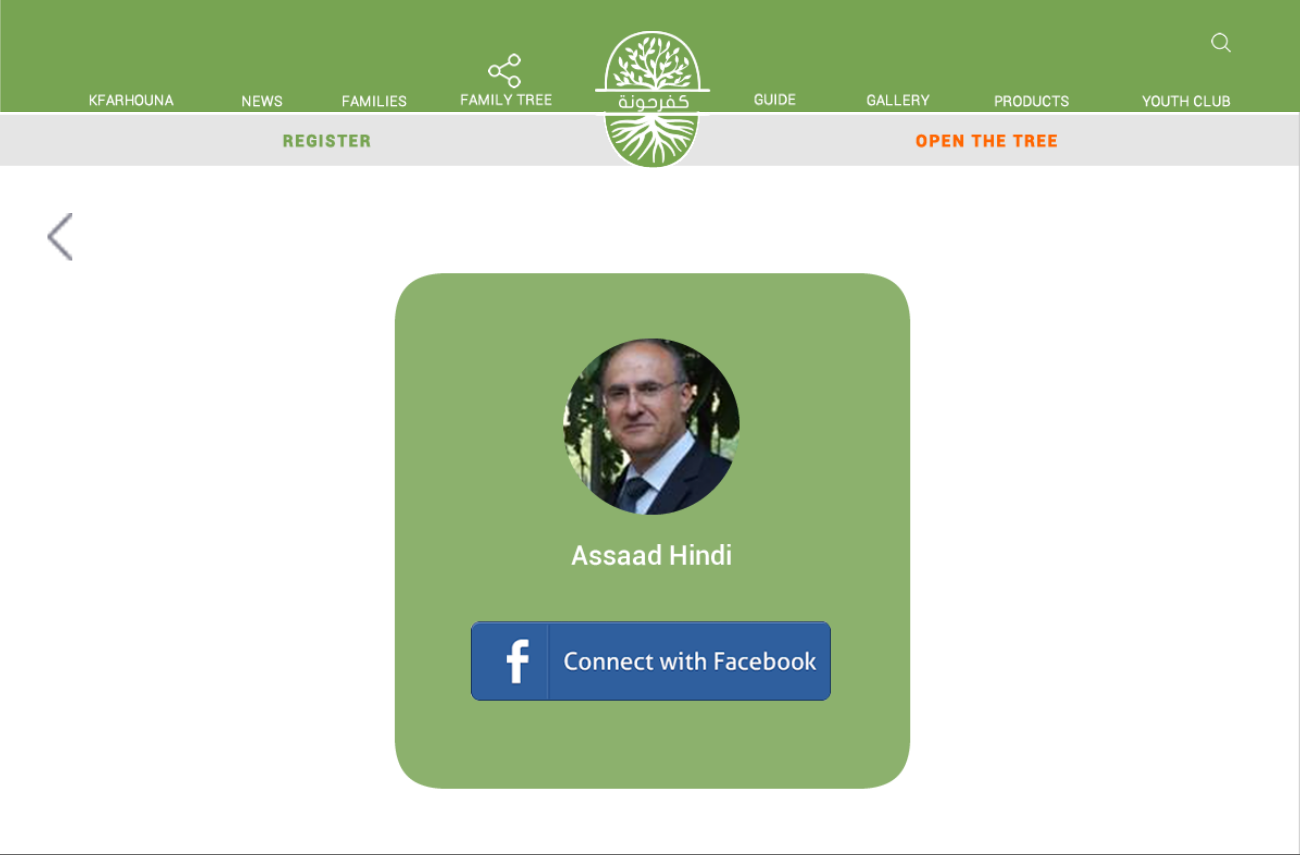 KFARHOUNA
NEWS
FAMILIES
FAMILY TREE
كفرحونة
GUIDE
GALLERY
PRODUCTS
YOUTH CLUB
REGISTER
OPEN THE TREE
Assaad Hindi
f Connect with Facebook